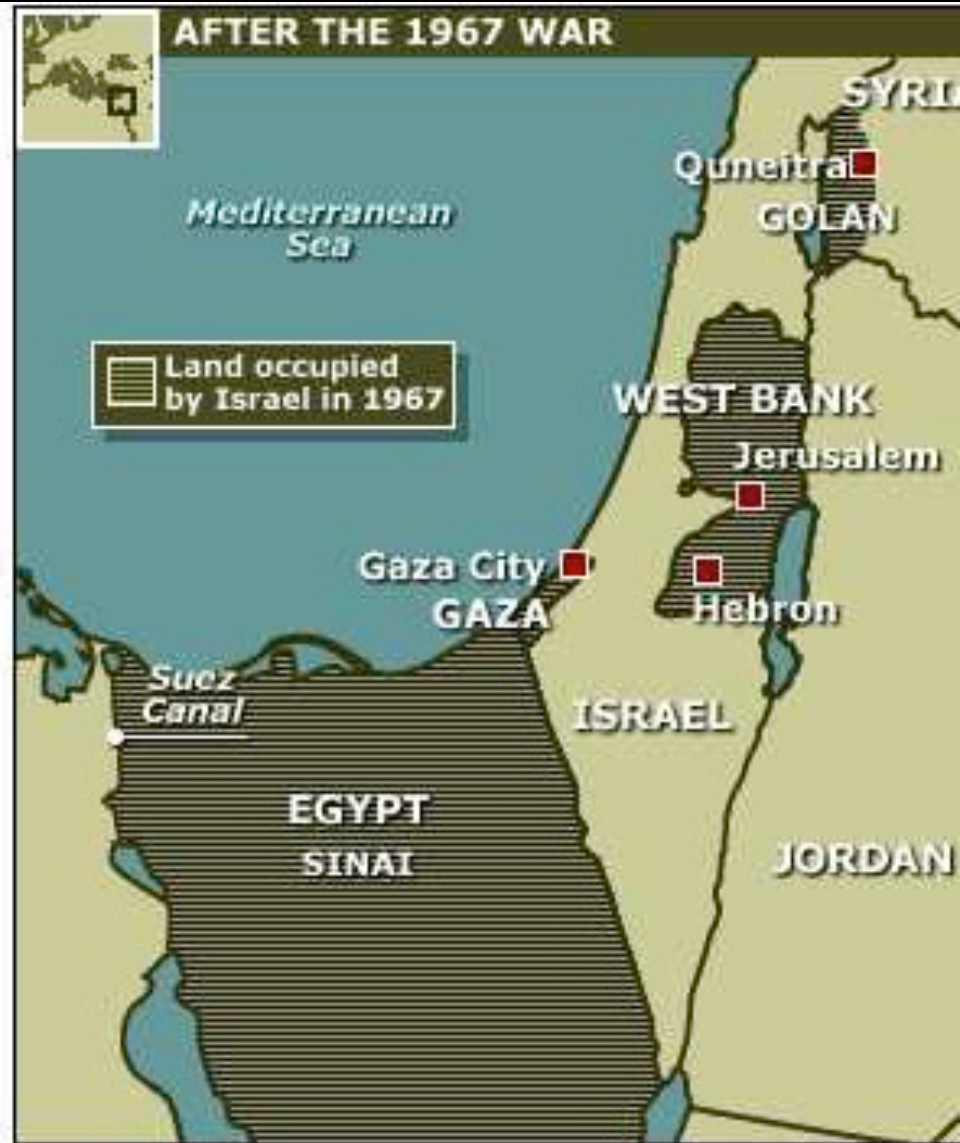 AFTER THE 1967 WAR
SYRIA
Quneitra
GOLAN
Mediterranean
Sea
Land occupied
by Israel in 1967
WEST BANK
Jerusalem
Gaza City
GAZA
Hebron
Suez
Canal
ISRAEL
EGYPT
SINAI
JORDAN